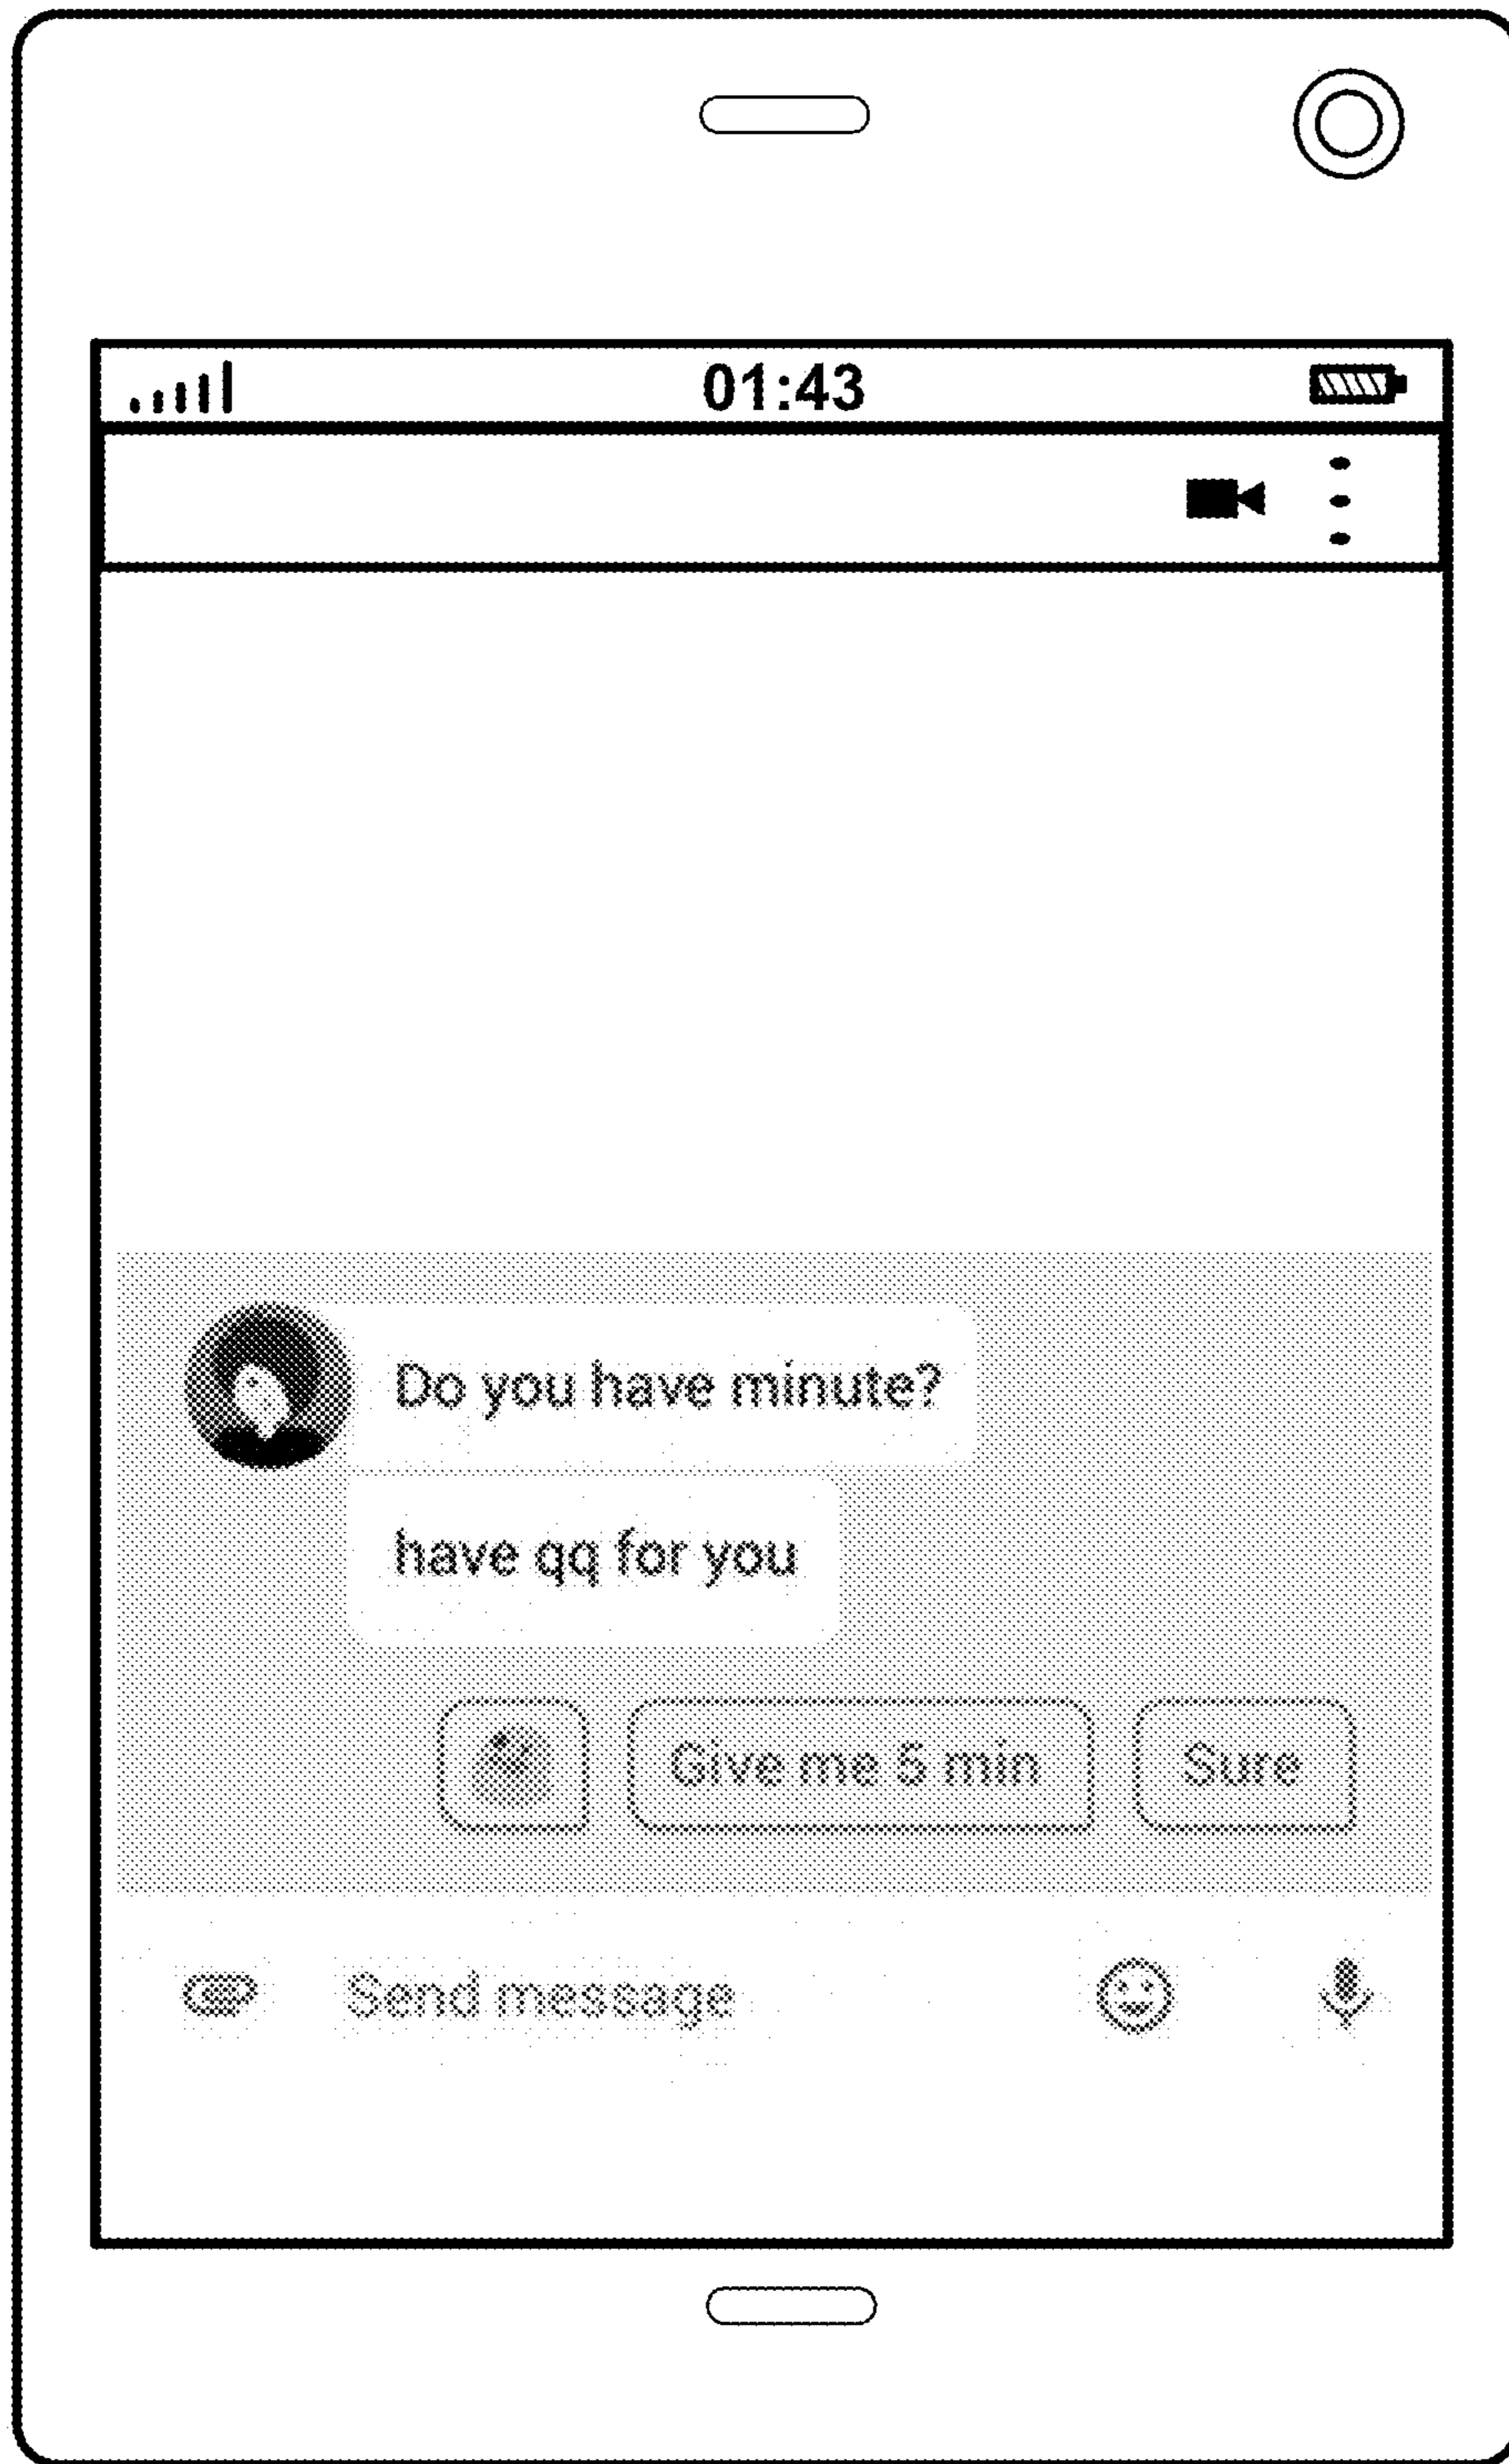 01:43
Do you have minute?
have qq for you
Give me 5 min
Sure
Send message